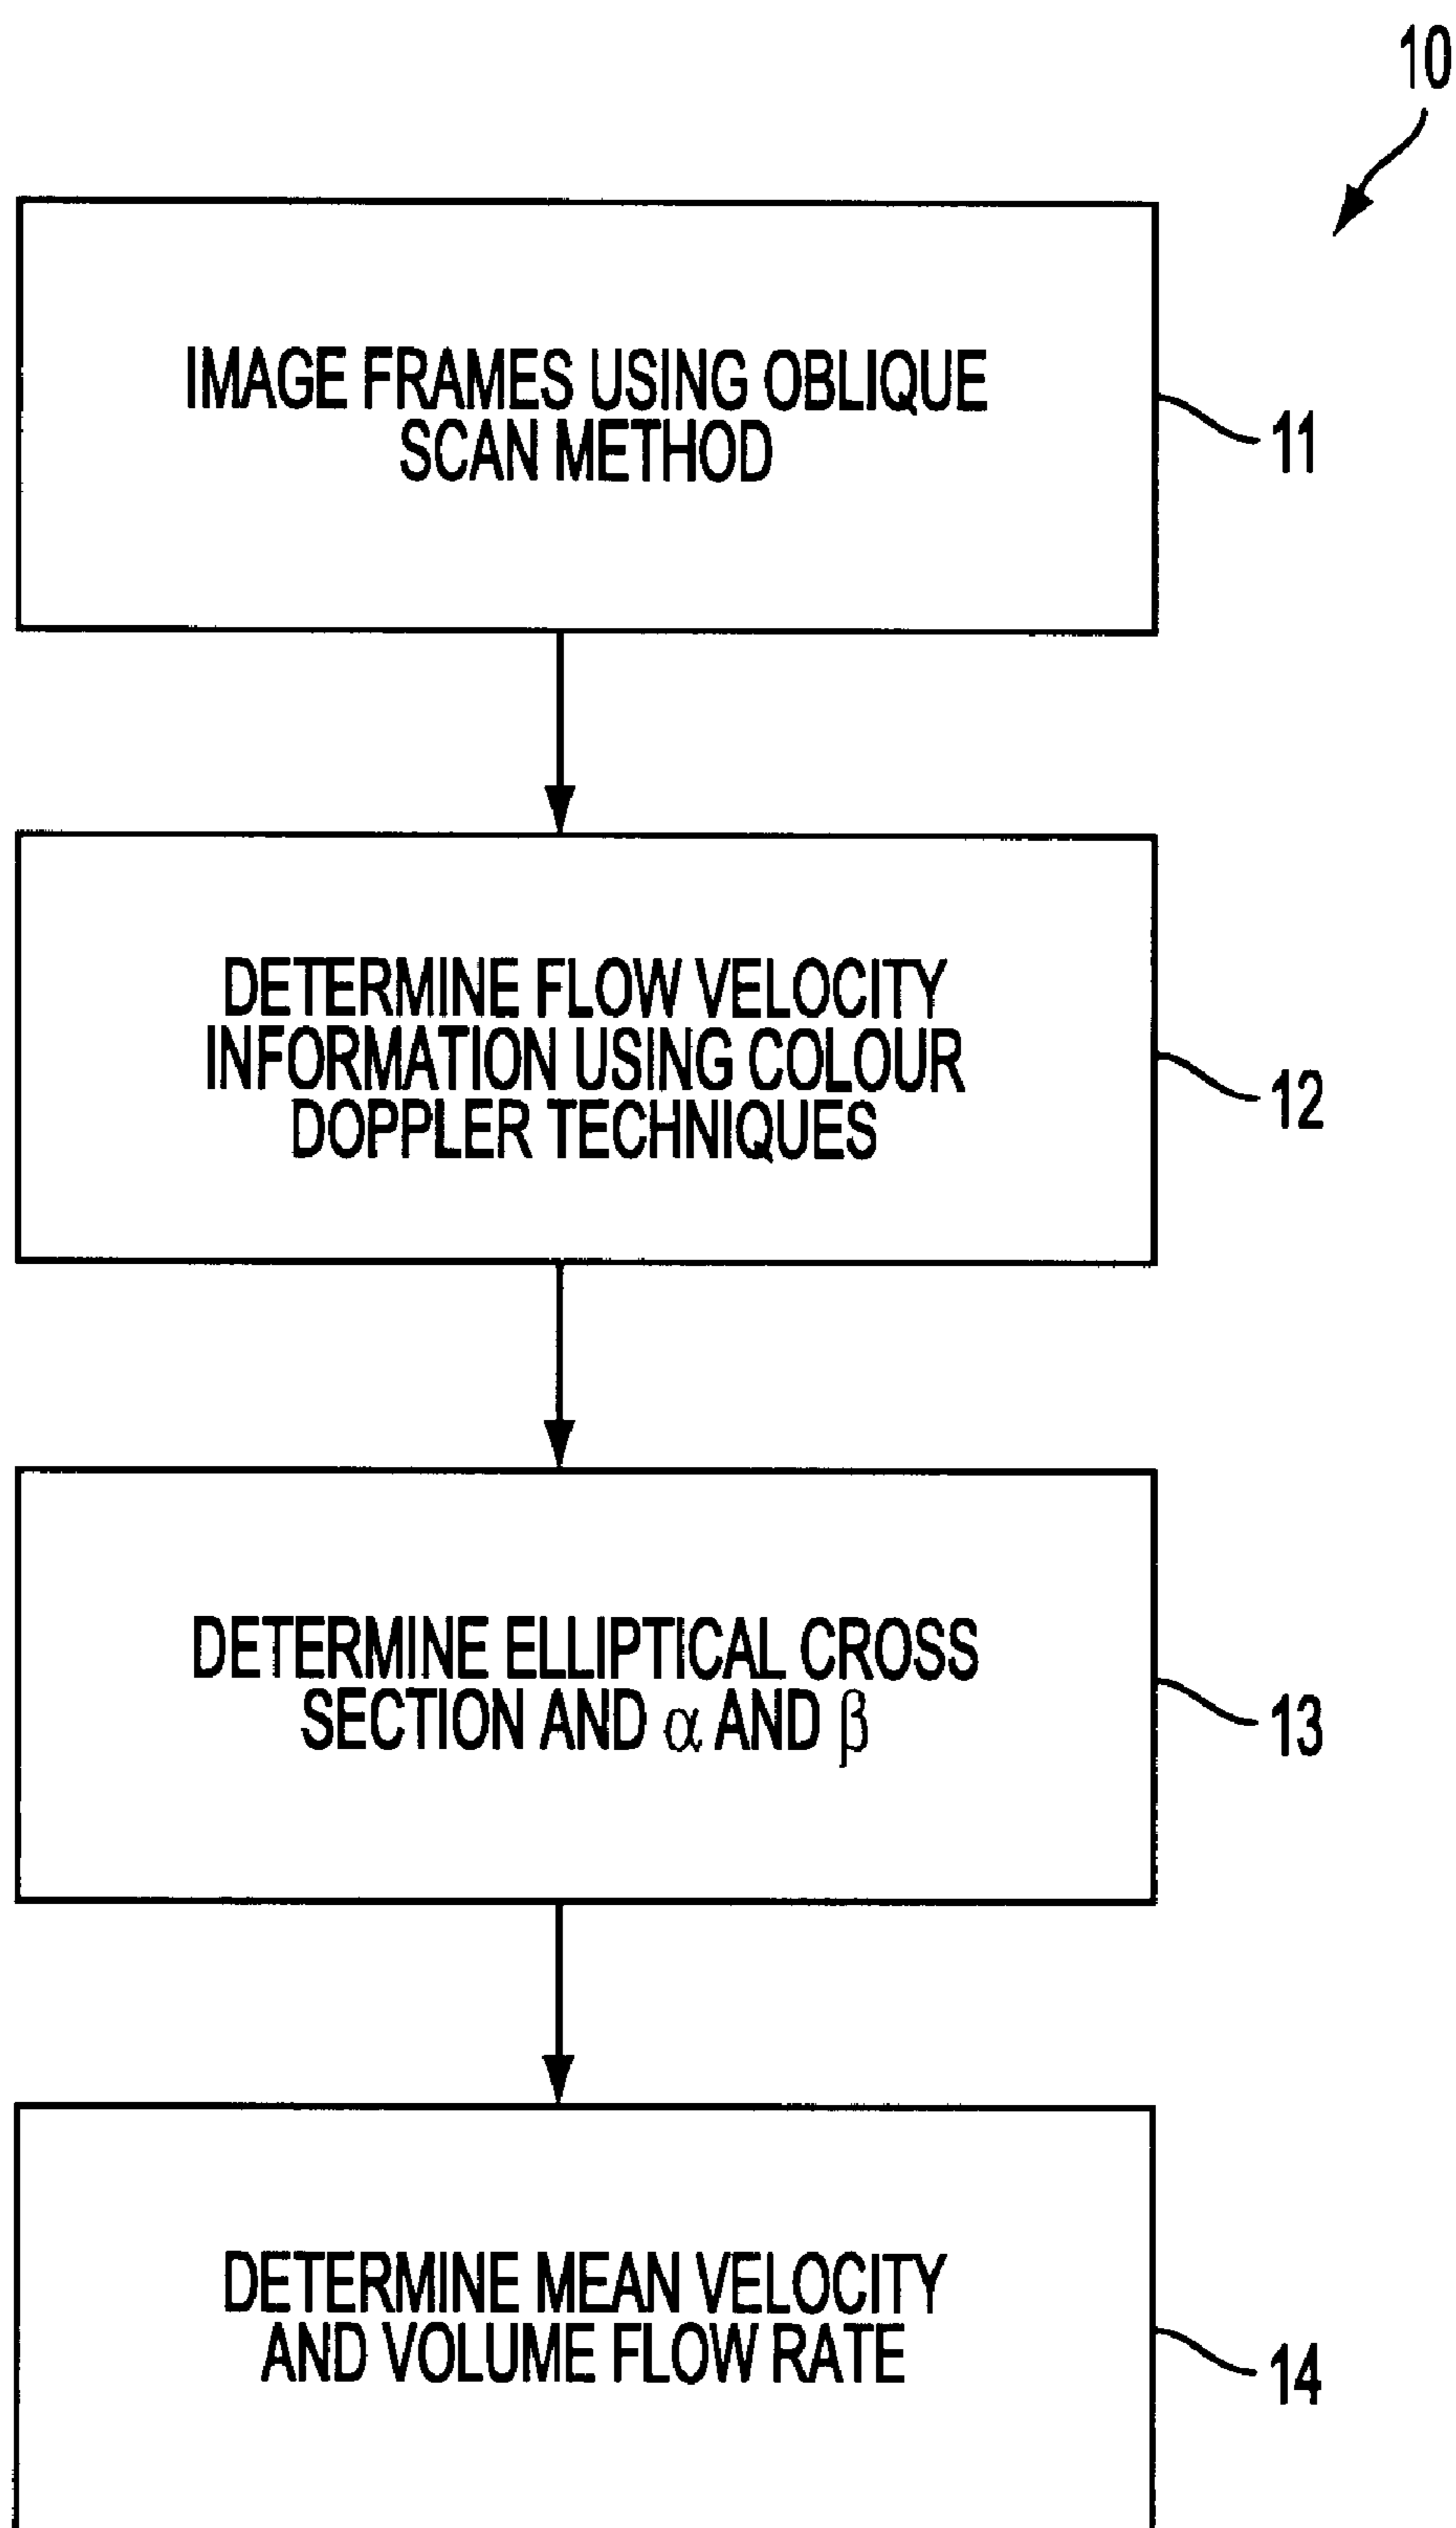 10
IMAGE FRAMES USING OBLIQUE
SCAN METHOD
11
DETERMINE FLOW VELOCITY
INFORMATION USING COLOUR
DOPPLER TECHNIQUES
12
DETERMINE ELLIPTICAL CROSS
SECTION AND α AND β
13
DETERMINE MEAN VELOCITY
AND VOLUME FLOW RATE
14